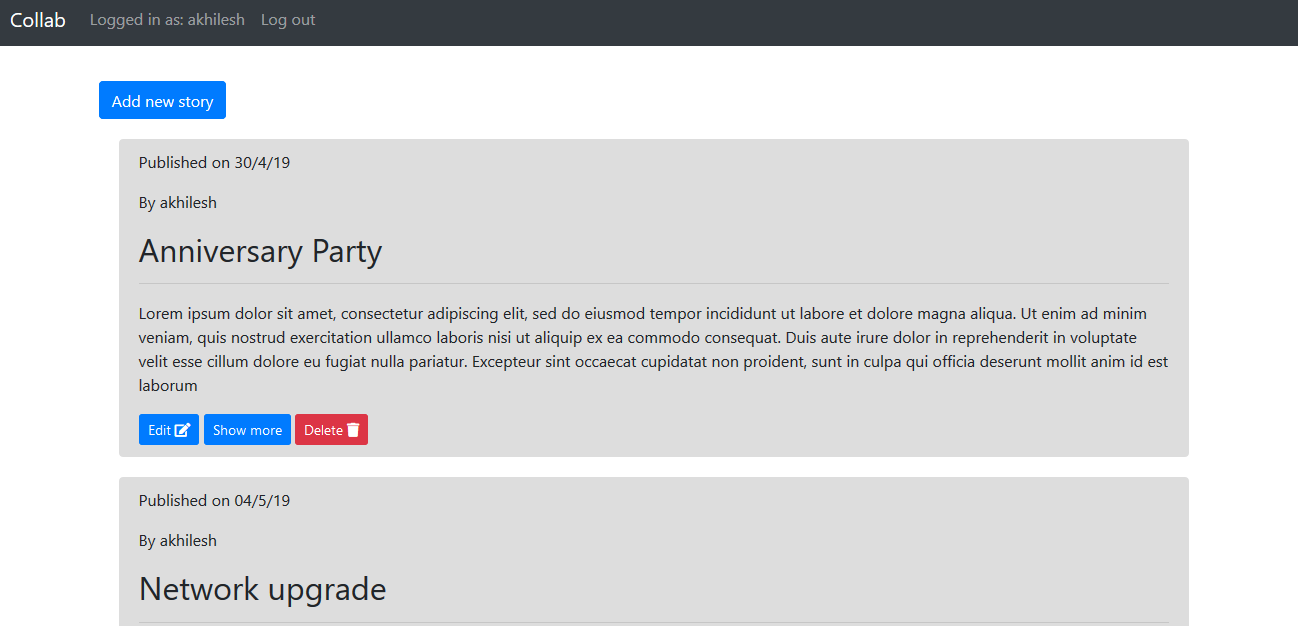 Collab Logged in as: akhilesh Log out
Add new story
Published on 30/4/19
By akhilesh
Anniversary Party
Lorem ipsum dolor sit amet, consectetur adipiscing elit, sed do eiusmod tempor incididunt ut labore et dolore magna aliqua. Ut enim ad minim
veniam, quis nostrud exercitation ullamco laboris nisi ut aliquip ex ea commodo consequat. Duis aute irure dolor in reprehenderit in voluptate
velit esse cillum dolore eu fugiat nulla pariatur. Excepteur sint occaecat cupidatat non proident, sunt in culpa qui officia deserunt mollit anim id est
laborum
Edit Show more Delete
Published on 04/5/19
By akhilesh
Network upgrade